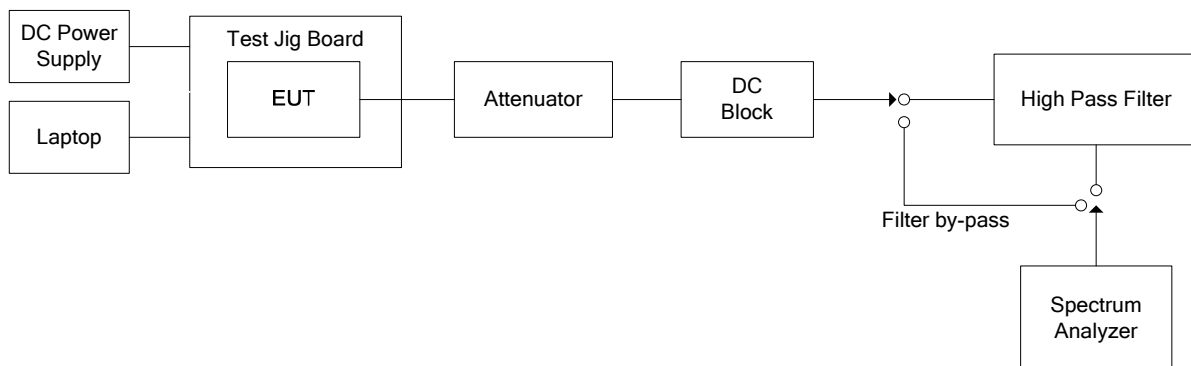 DC Power
Supply
Test Jig Board
EUT
Laptop
Attenuator
DC
Block
High Pass Filter
Filter by-pass
Spectrum
Analyzer